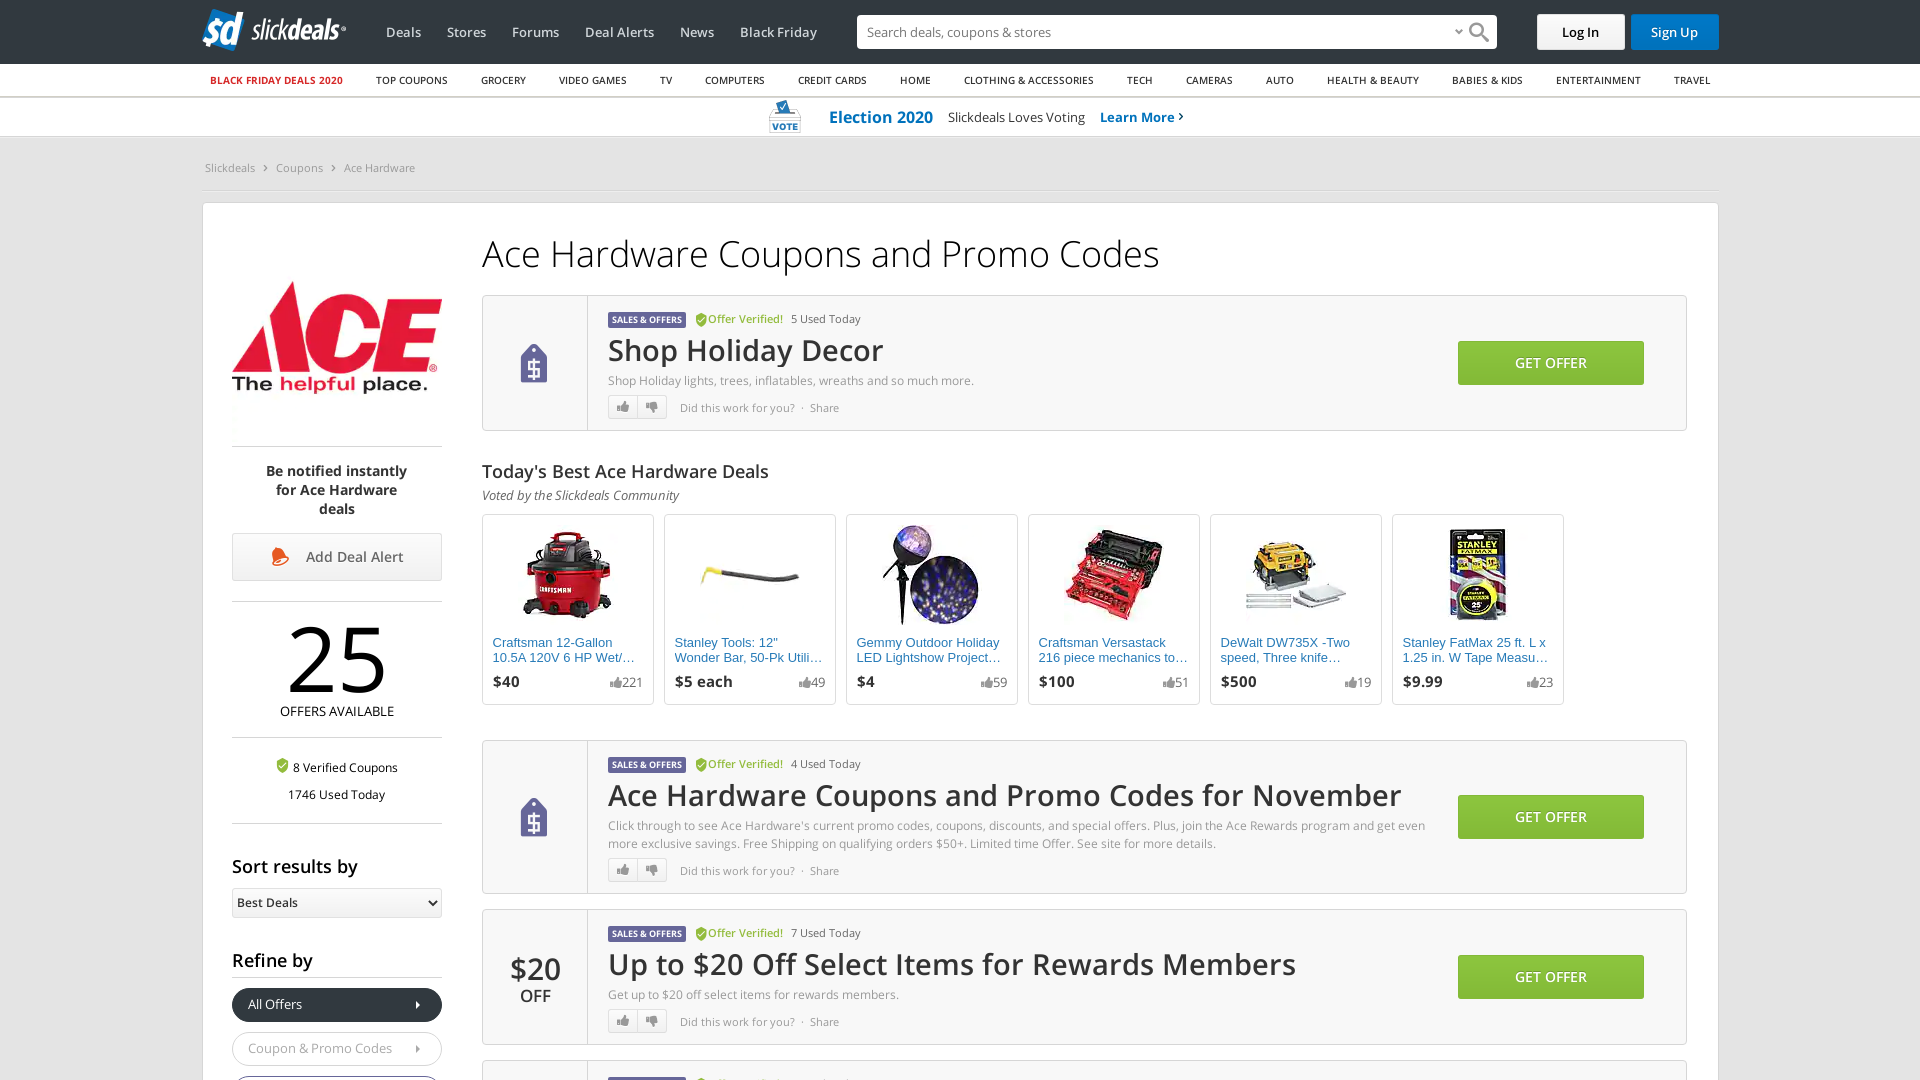 sd slickdeals
Deals
Stores
Forums
Deal Alerts
News
Black Friday
Search deals, coupons & stores
Log In
Sign Up
BLACK FRIDAY DEALS 2020
TOP COUPONS
GROCERY
VIDEO GAMES
TV
COMPUTERS
CREDIT CARDS
HOME
CLOTHING & ACCESSORIES
TECH
CAMERAS
AUTO
HEALTH & BEAUTY
BABIES & KIDS
ENTERTAINMENT
TRAVEL
VOTE
Election 2020 Slickdeals Loves Voting Learn More
Slickdeals
Coupons
Ace Hardware
ACE®
The helpful place.
Be notified instantly
for Ace Hardware
deals
Add Deal Alert
25
OFFERS AVAILABLE
8 Verified Coupons
1746 Used Today
Sort results by
Best Deals
Refine by
All Offers
Coupon & Promo Codes
Ace Hardware Coupons and Promo Codes
$
SALES & OFFERS Offer Verified! 5 Used Today
Shop Holiday Decor
Shop Holiday lights, trees, inflatables, wreaths and so much more.
Did this work for you? · Share
GET OFFER
Today's Best Ace Hardware Deals
Voted by the Slickdeals Community
CRAFTSMAN
Craftsman 12-Gallon
10.5A 120V 6 HP Wet/…
$40 221
Stanley Tools: 12"
Wonder Bar, 50-Pk Utili…
$5 each 49
Gemmy Outdoor Holiday
LED Lightshow Project…
$4 59
Craftsman Versastack
216 piece mechanics to…
$100 51
DeWalt DW735X -Two
speed, Three knife…
$500 19
STANLEY
FATMAX
25'
Stanley FatMax 25 ft. L x
1.25 in. W Tape Measu…
$9.99 23
$
SALES & OFFERS Offer Verified! 4 Used Today
Ace Hardware Coupons and Promo Codes for November
Click through to see Ace Hardware's current promo codes, coupons, discounts, and special offers. Plus, join the Ace Rewards program and get even
more exclusive savings. Free Shipping on qualifying orders $50+. Limited time Offer. See site for more details.
Did this work for you? · Share
GET OFFER
$20
OFF
SALES & OFFERS Offer Verified! 7 Used Today
Up to $20 Off Select Items for Rewards Members
Get up to $20 off select items for rewards members.
Did this work for you? · Share
GET OFFER